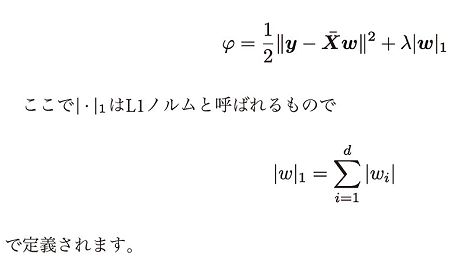 φ = 1/2 ‖y − X̄w‖² + λ|w|₁
ここで|·|₁はL1ノルムと呼ばれるもので
|w|₁ = ∑_{i=1}^{d} |w_i|
で定義されます。